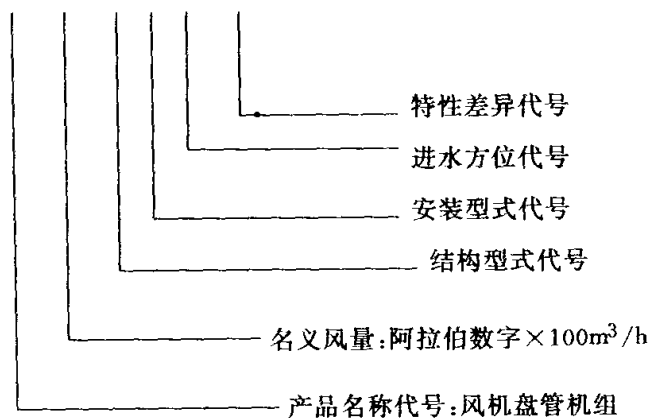 特性差异代号
进水方位代号
安装型式代号
结构型式代号
名义风量:阿拉伯数字×100m³/h
产品名称代号:风机盘管机组